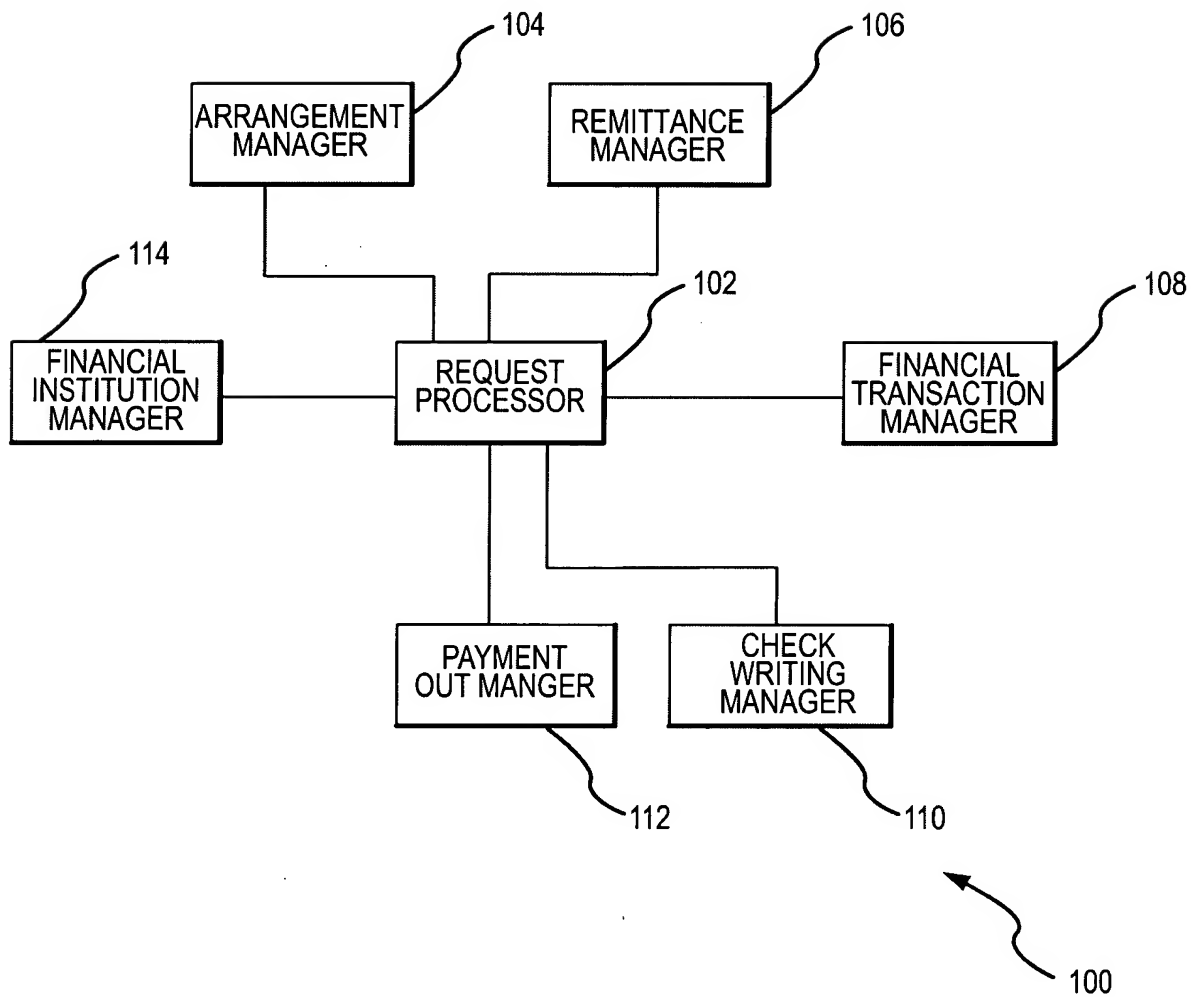 104
106
ARRANGEMENT
MANAGER
REMITTANCE
MANAGER
114
102
108
FINANCIAL
INSTITUTION
MANAGER
REQUEST
PROCESSOR
FINANCIAL
TRANSACTION
MANAGER
PAYMENT
OUT MANGER
CHECK
WRITING
MANAGER
112
110
100